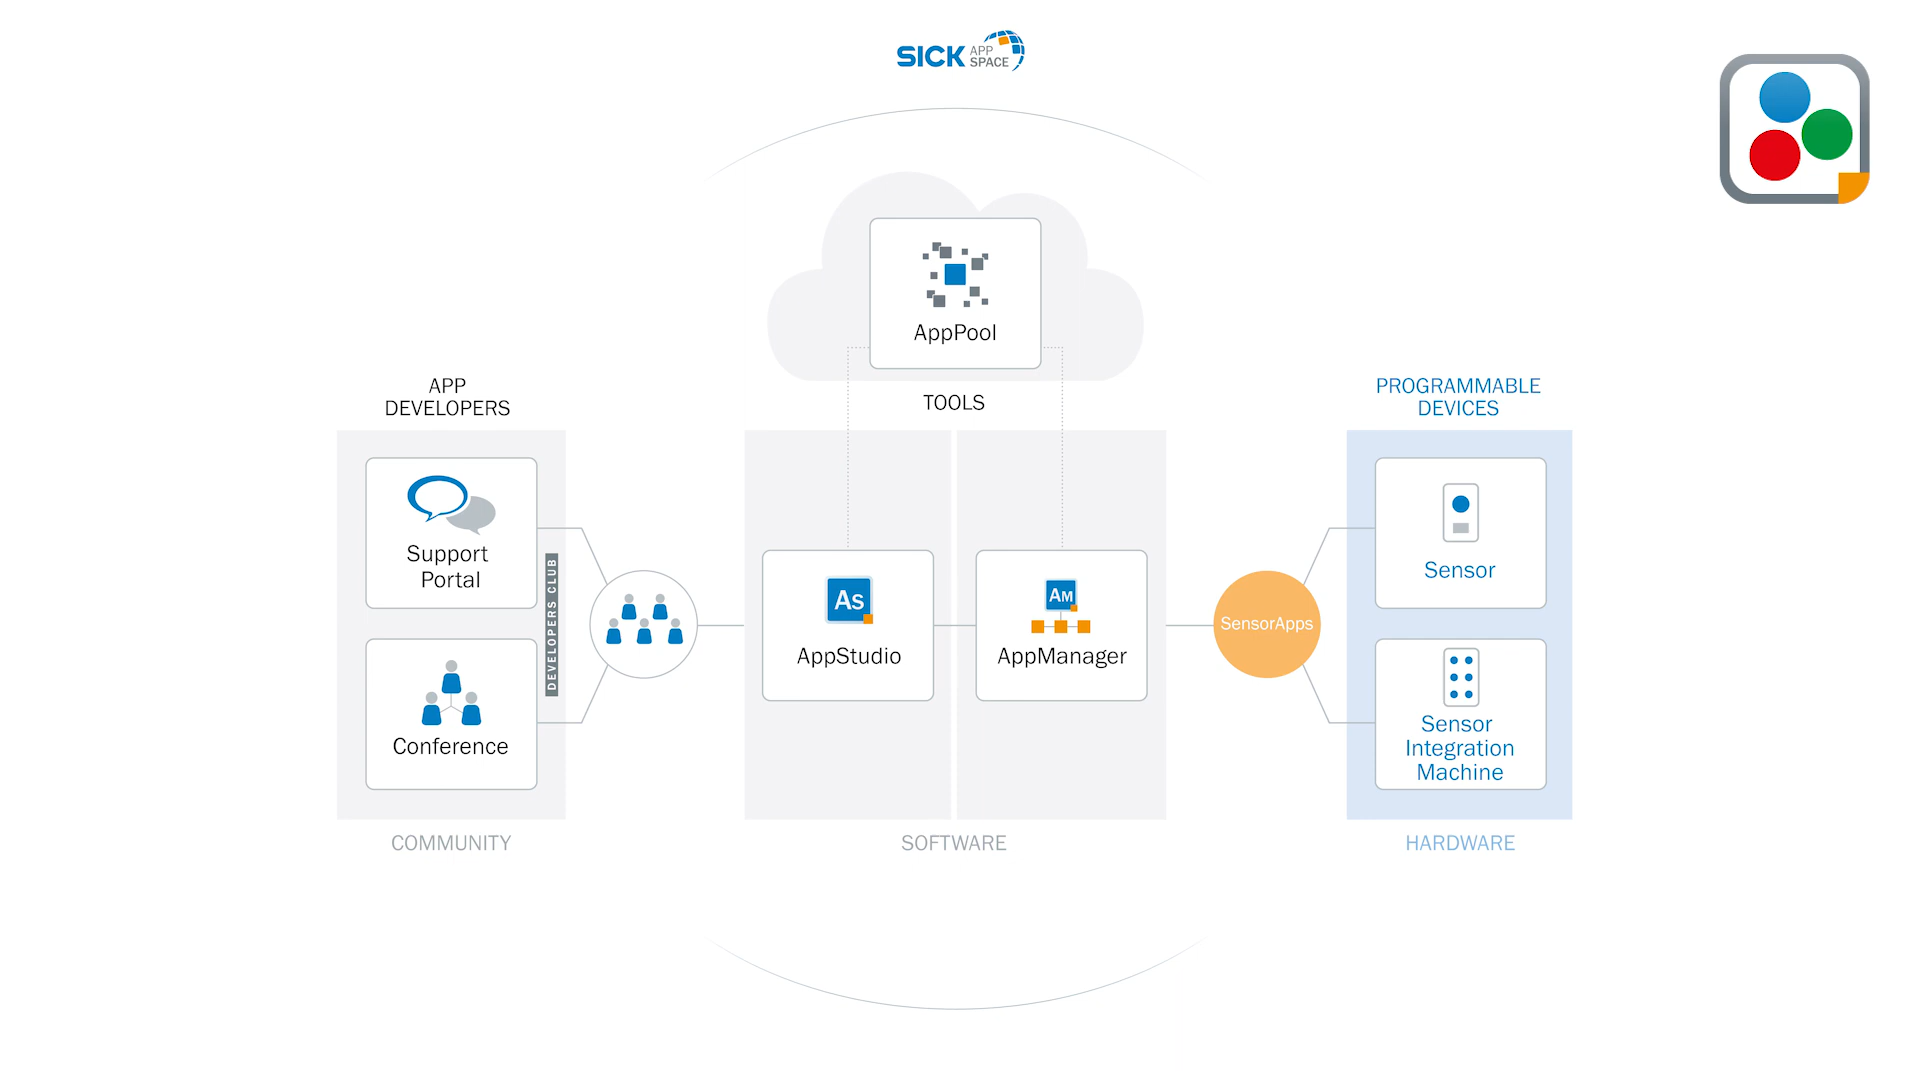 SICK APP
SPACE
AppPool
TOOLS
APP
DEVELOPERS
Support
Portal
Conference
DEVELOPERS CLUB
COMMUNITY
As
AppStudio
AM
AppManager
SOFTWARE
SensorApps
PROGRAMMABLE
DEVICES
Sensor
Sensor
Integration
Machine
HARDWARE